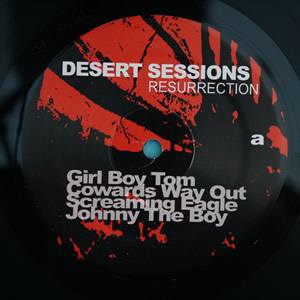 DESERT SESSIONS
RESURRECTION
a
Girl Boy Tom
Cowards Way Out
Screaming Eagle
Johnny The Boy